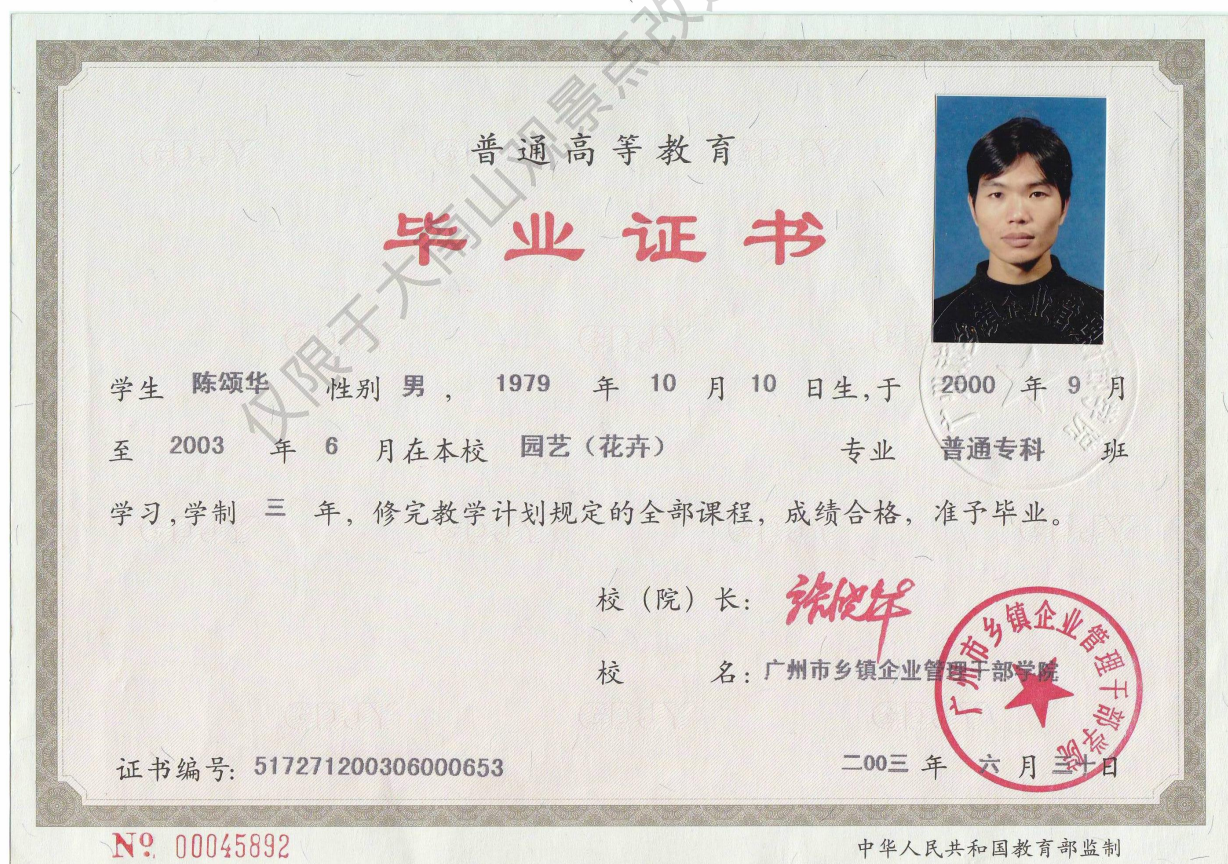 仅限于大南山观景点改
普通高等教育
毕业证书
学生 陈颂华 性别 男 , 1979 年 10 月 10 日生,于 2000 年 9 月
至 2003 年 6 月在本校 园艺（花卉） 专业 普通专科 班
学习,学制 三 年, 修完教学计划规定的全部课程, 成绩合格, 准予毕业。
校（院）长:
校 名: 广州市乡镇企业管理干部学院
广州市乡镇企业管理干部学院
证书编号: 517271200306000653
二00三 年 六 月 三十日
Nº 00045892
中华人民共和国教育部监制